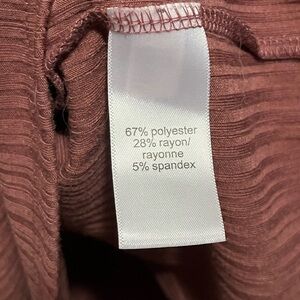 67% polyester
28% rayon/
rayonne
5% spandex